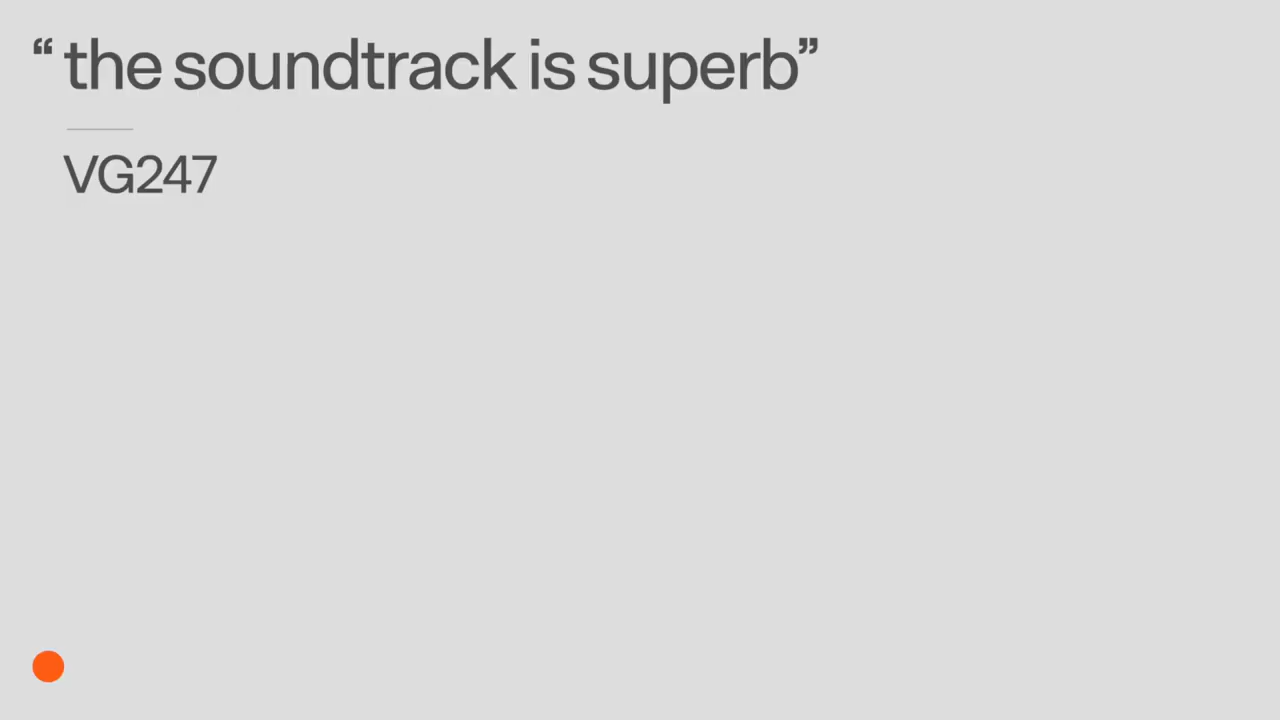 “ the soundtrack is superb”
VG247